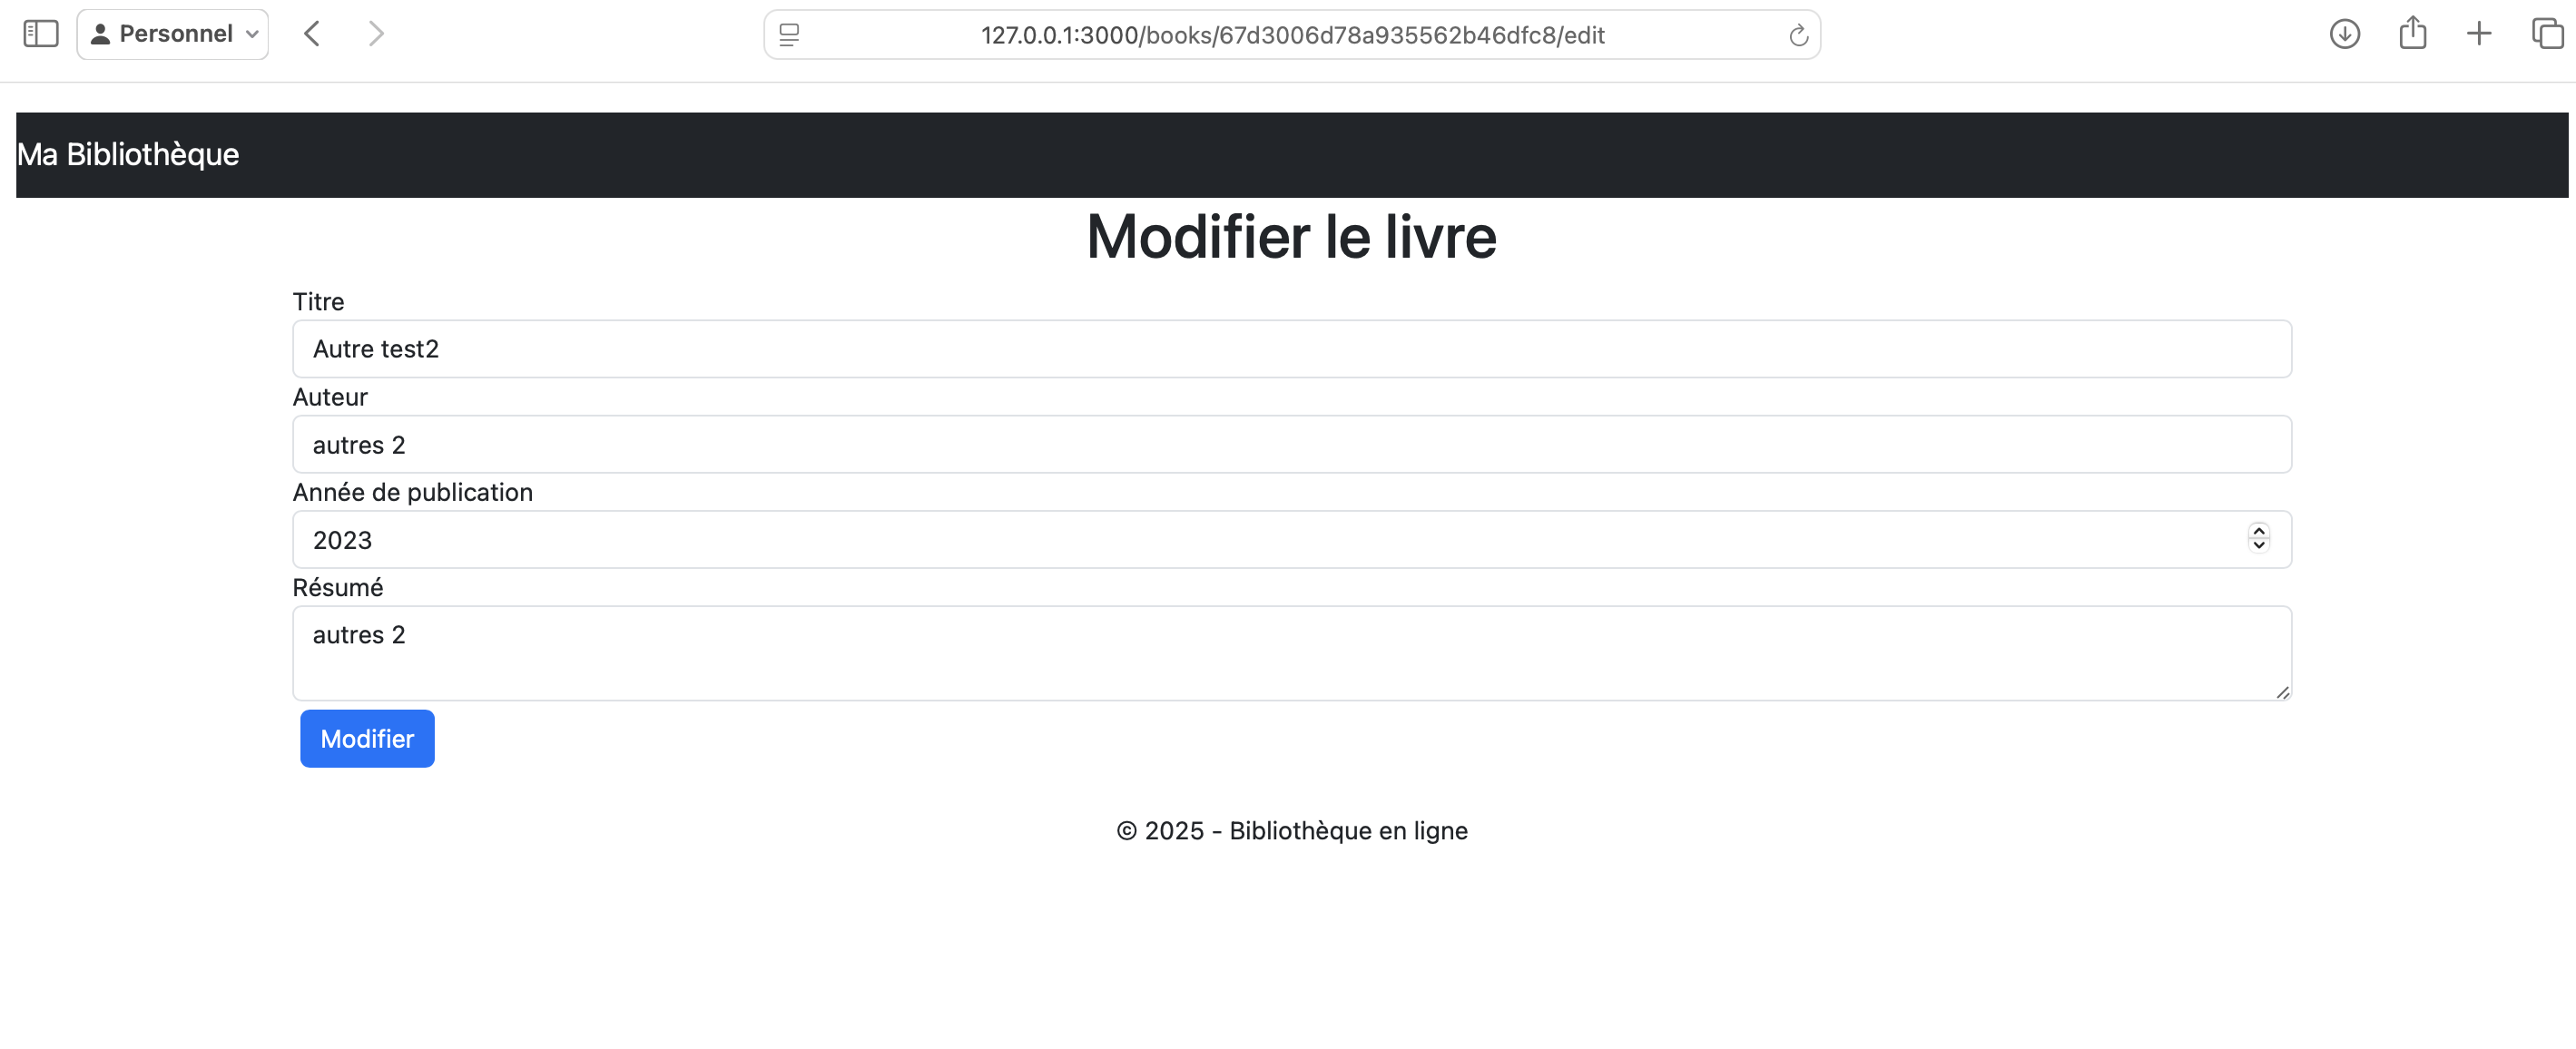 Personnel
127.0.0.1:3000/books/67d3006d78a935562b46dfc8/edit
Ma Bibliothèque
Modifier le livre
Titre
Autre test2
Auteur
autres 2
Année de publication
2023
Résumé
autres 2
Modifier
© 2025 - Bibliothèque en ligne